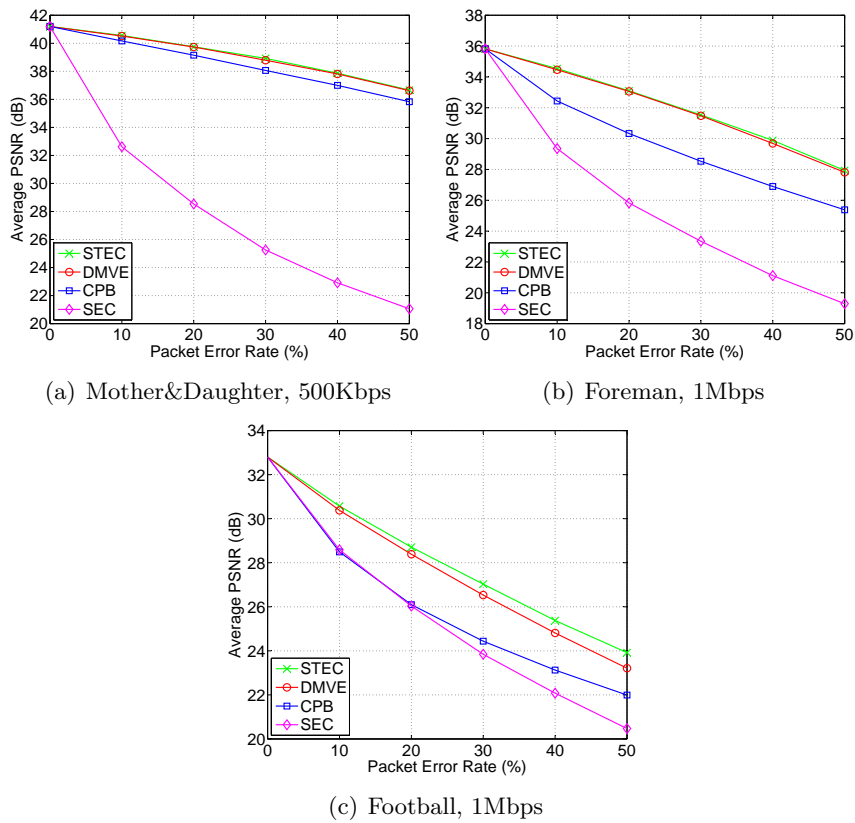 42
40
38
36
34
32
30
28
26
24
22
20
Average PSNR (dB)
STEC
DMVE
CPB
SEC
0 10 20 30 40 50
Packet Error Rate (%)
(a) Mother&Daughter, 500Kbps
38
36
34
32
30
28
26
24
22
20
18
Average PSNR (dB)
STEC
DMVE
CPB
SEC
0 10 20 30 40 50
Packet Error Rate (%)
(b) Foreman, 1Mbps
34
32
30
28
26
24
22
20
Average PSNR (dB)
STEC
DMVE
CPB
SEC
0 10 20 30 40 50
Packet Error Rate (%)
(c) Football, 1Mbps